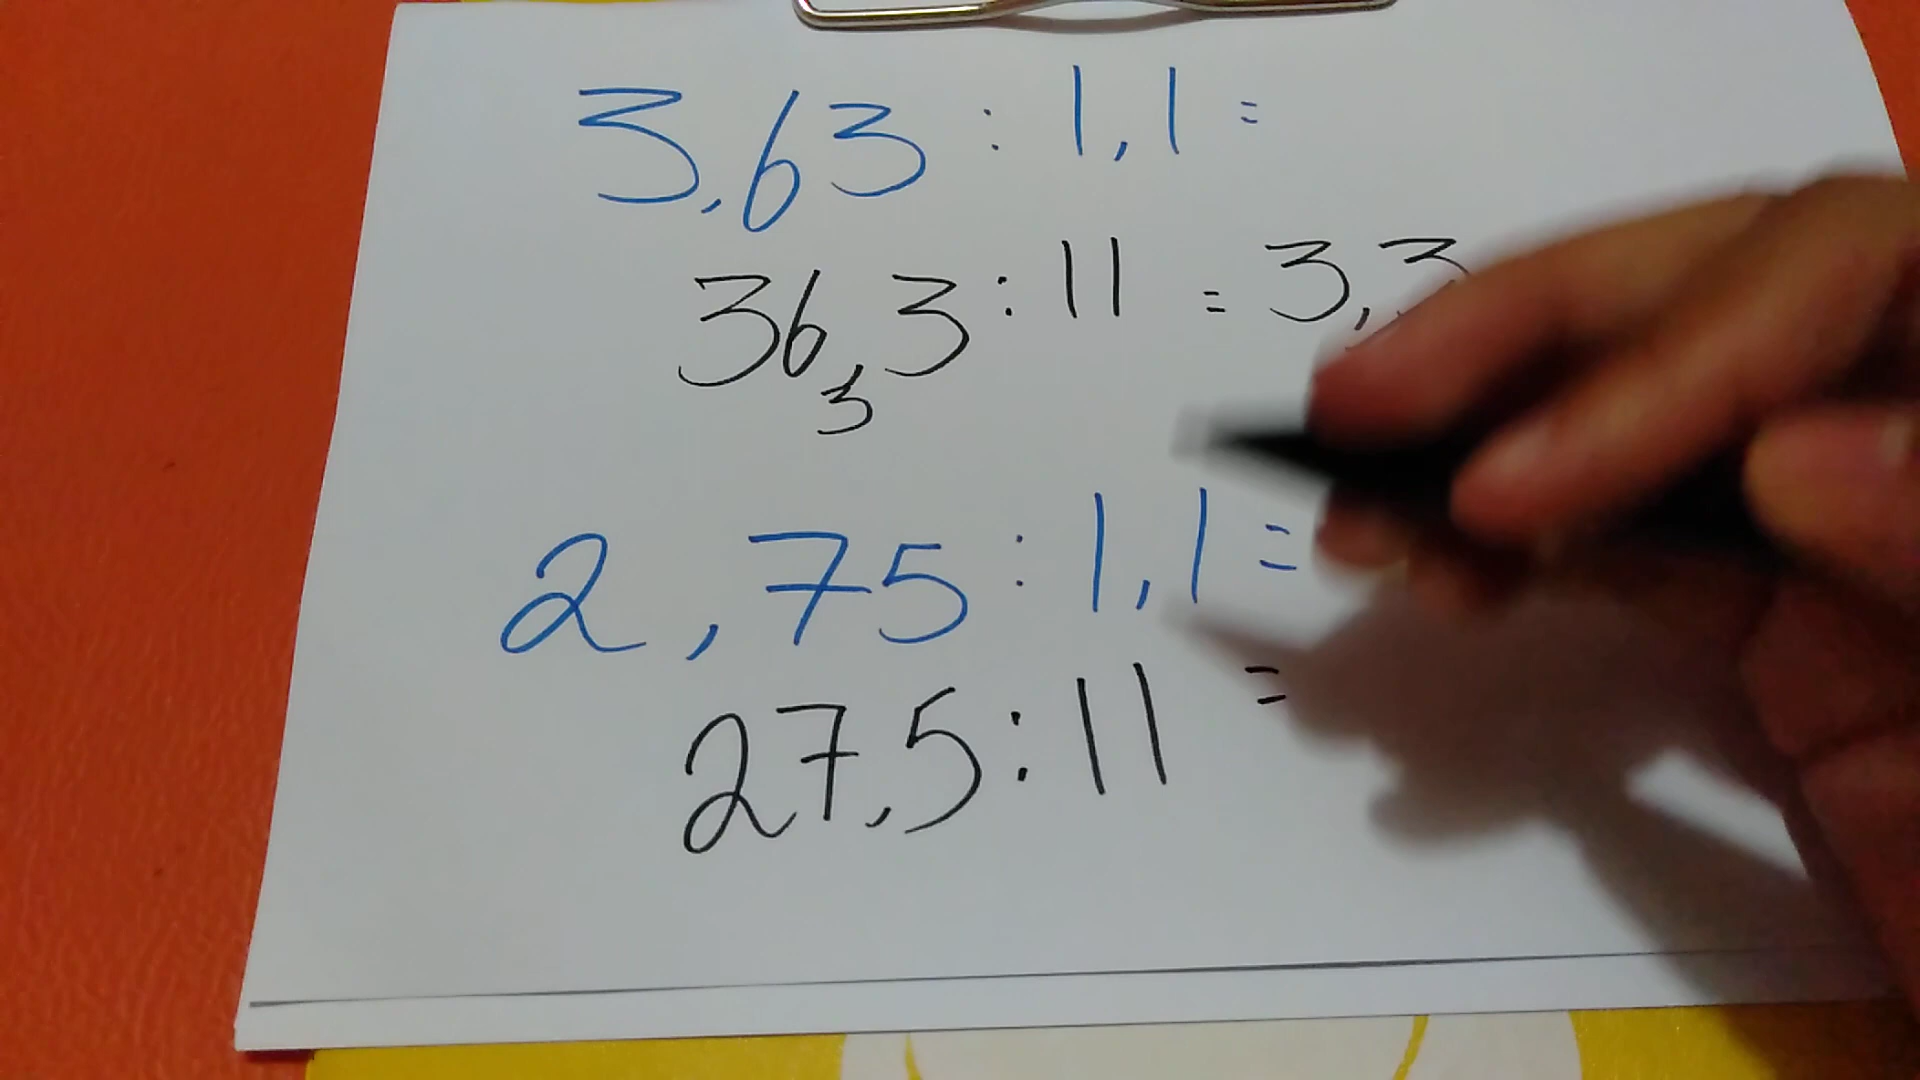 3,63 : 1,1 =
36,3 : 11 = 3,3
3
2,75 : 1,1 =
27,5 : 11 =